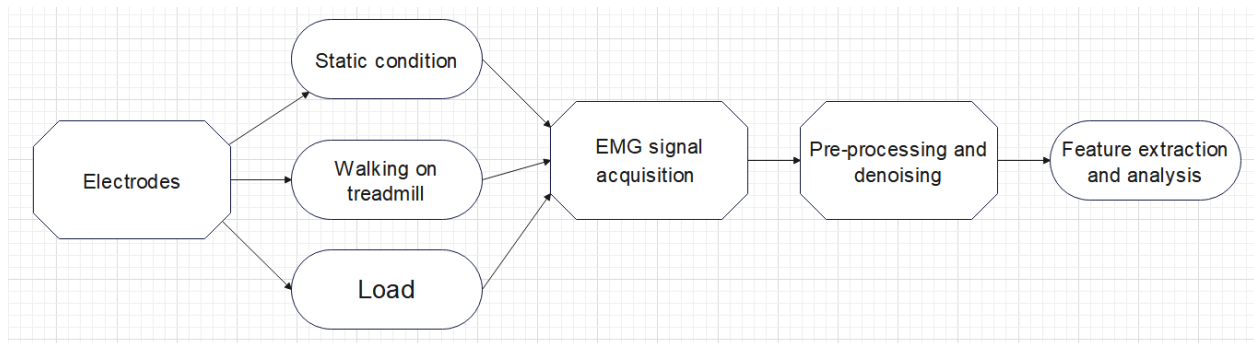 Electrodes
Static condition
Walking on
treadmill
Load
EMG signal
acquisition
Pre-processing and
denoising
Feature extraction
and analysis